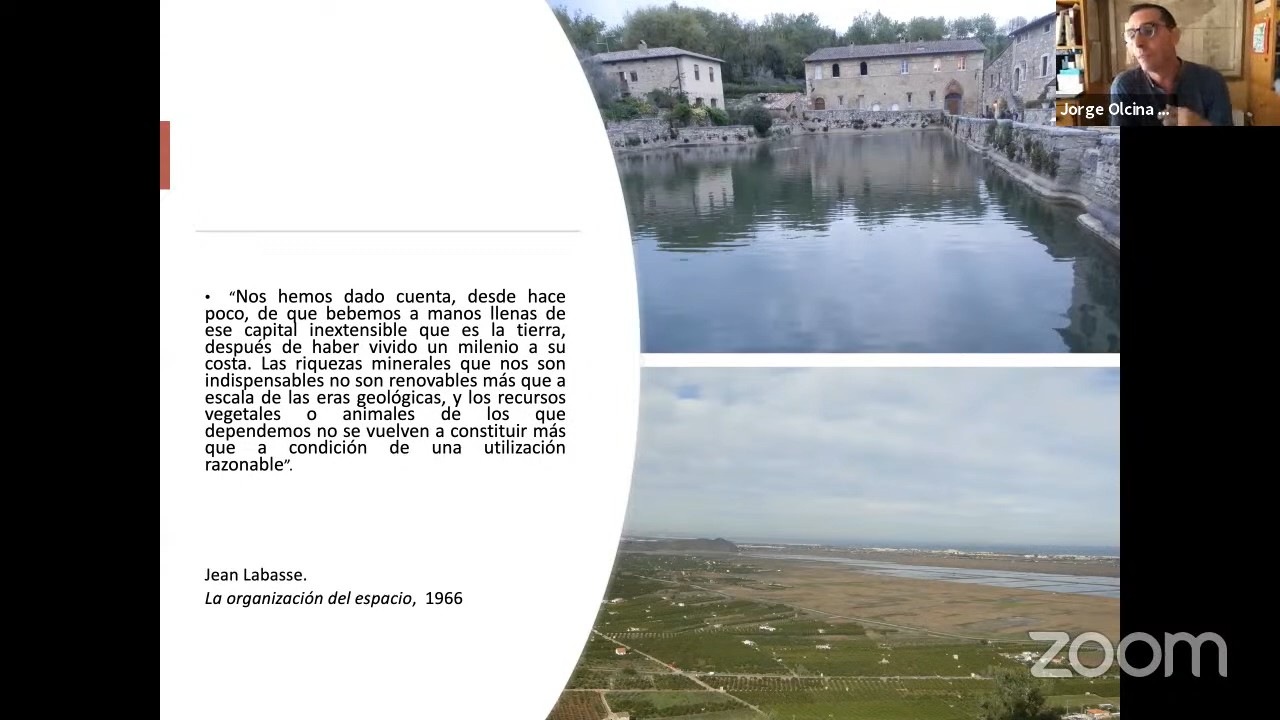 Jorge Olcina ...
• “Nos hemos dado cuenta, desde hace
poco, de que bebemos a manos llenas de
ese capital inextensible que es la tierra,
después de haber vivido un milenio a su
costa. Las riquezas minerales que nos son
indispensables no son renovables más que a
escala de las eras geológicas, y los recursos
vegetales o animales de los que
dependemos no se vuelven a constituir más
que a condición de una utilización
razonable”.
Jean Labasse.
La organización del espacio, 1966
zoom